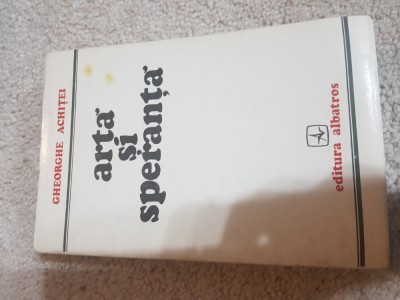 GHEORGHE ACHIȚEI
artă
și
speranță
editura albatros